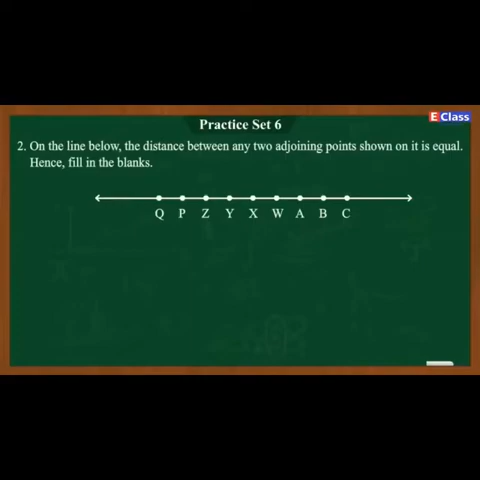 E Class
Practice Set 6
2. On the line below, the distance between any two adjoining points shown on it is equal.
Hence, fill in the blanks.
Q P Z Y X W A B C